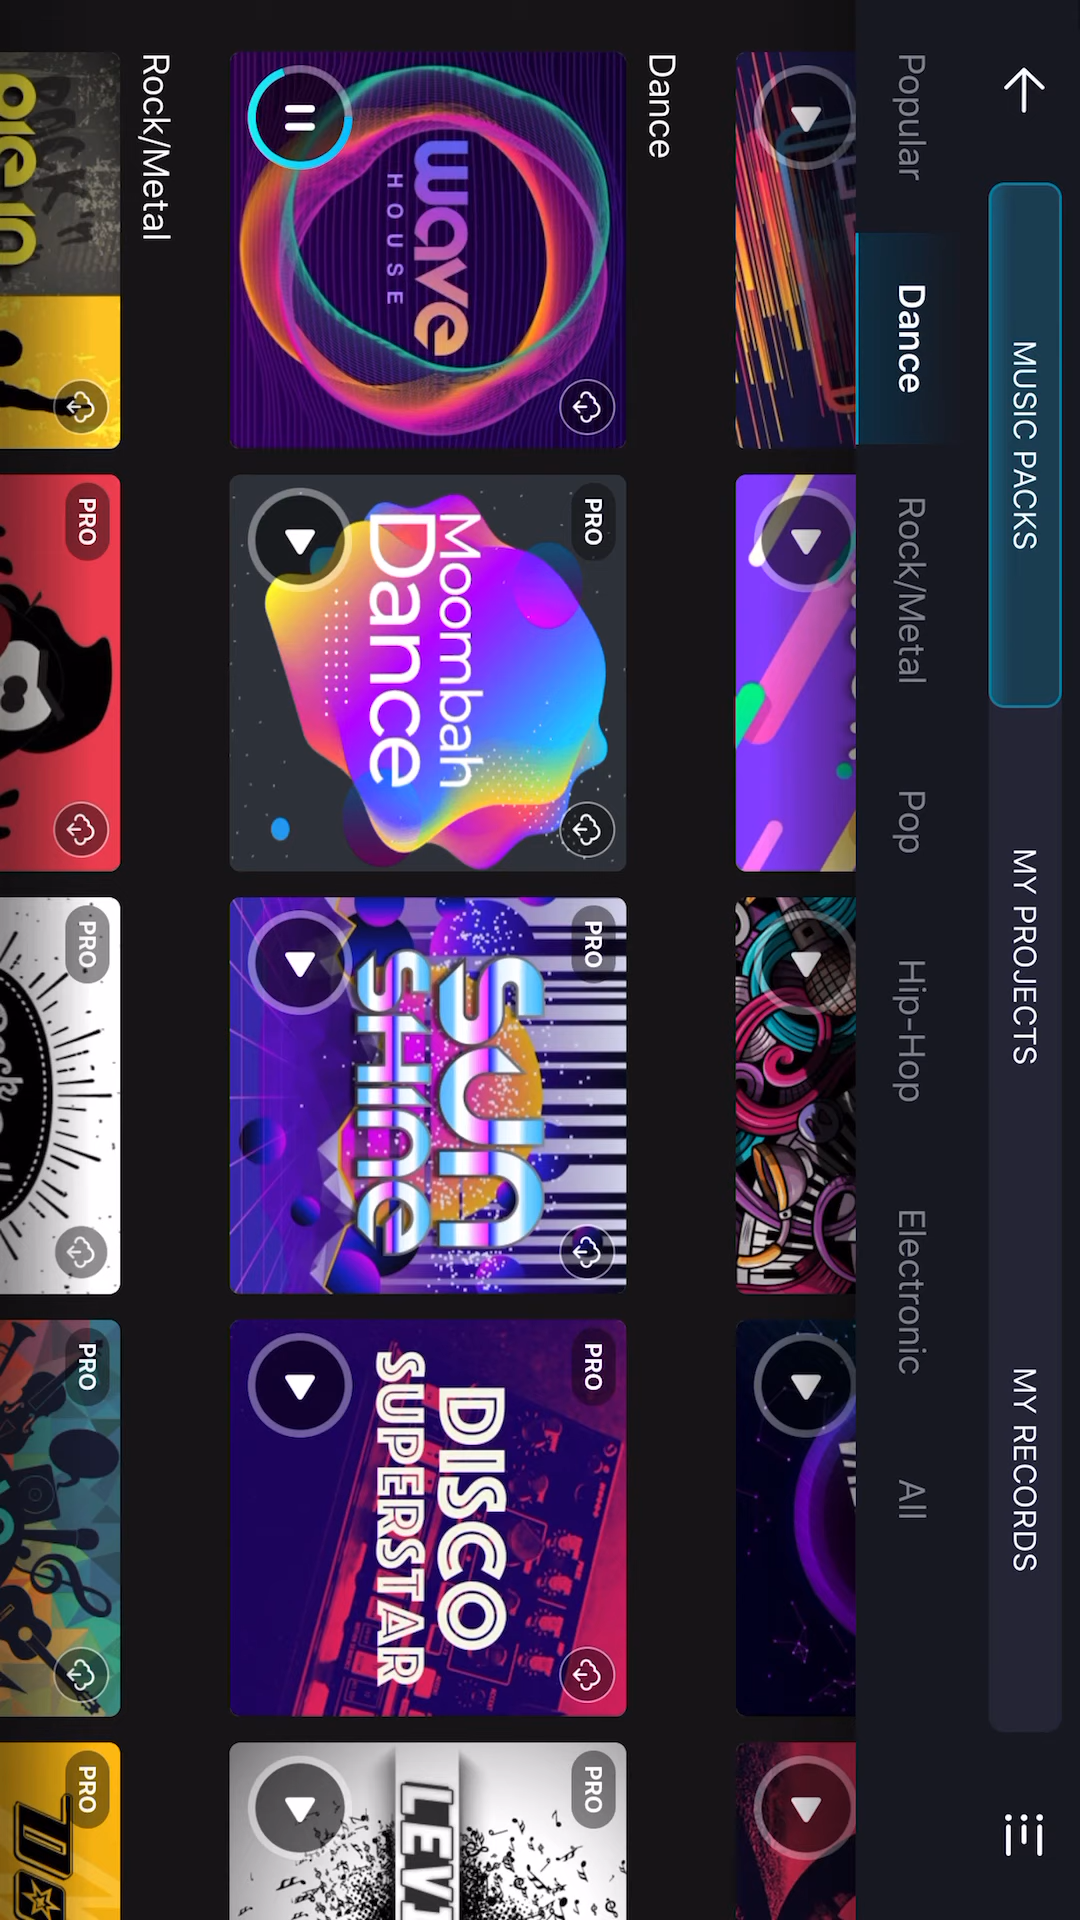 MUSIC PACKS
MY PROJECTS
MY RECORDS
Popular
Dance
Rock/Metal
Pop
Hip-Hop
Electronic
All
Dance
wave
HOUSE
PRO
Moombah
Dance
PRO
sun
SHINE
PRO
DISCO
SUPERSTAR
PRO
Rock/Metal
PRO
PRO
PRO
PRO